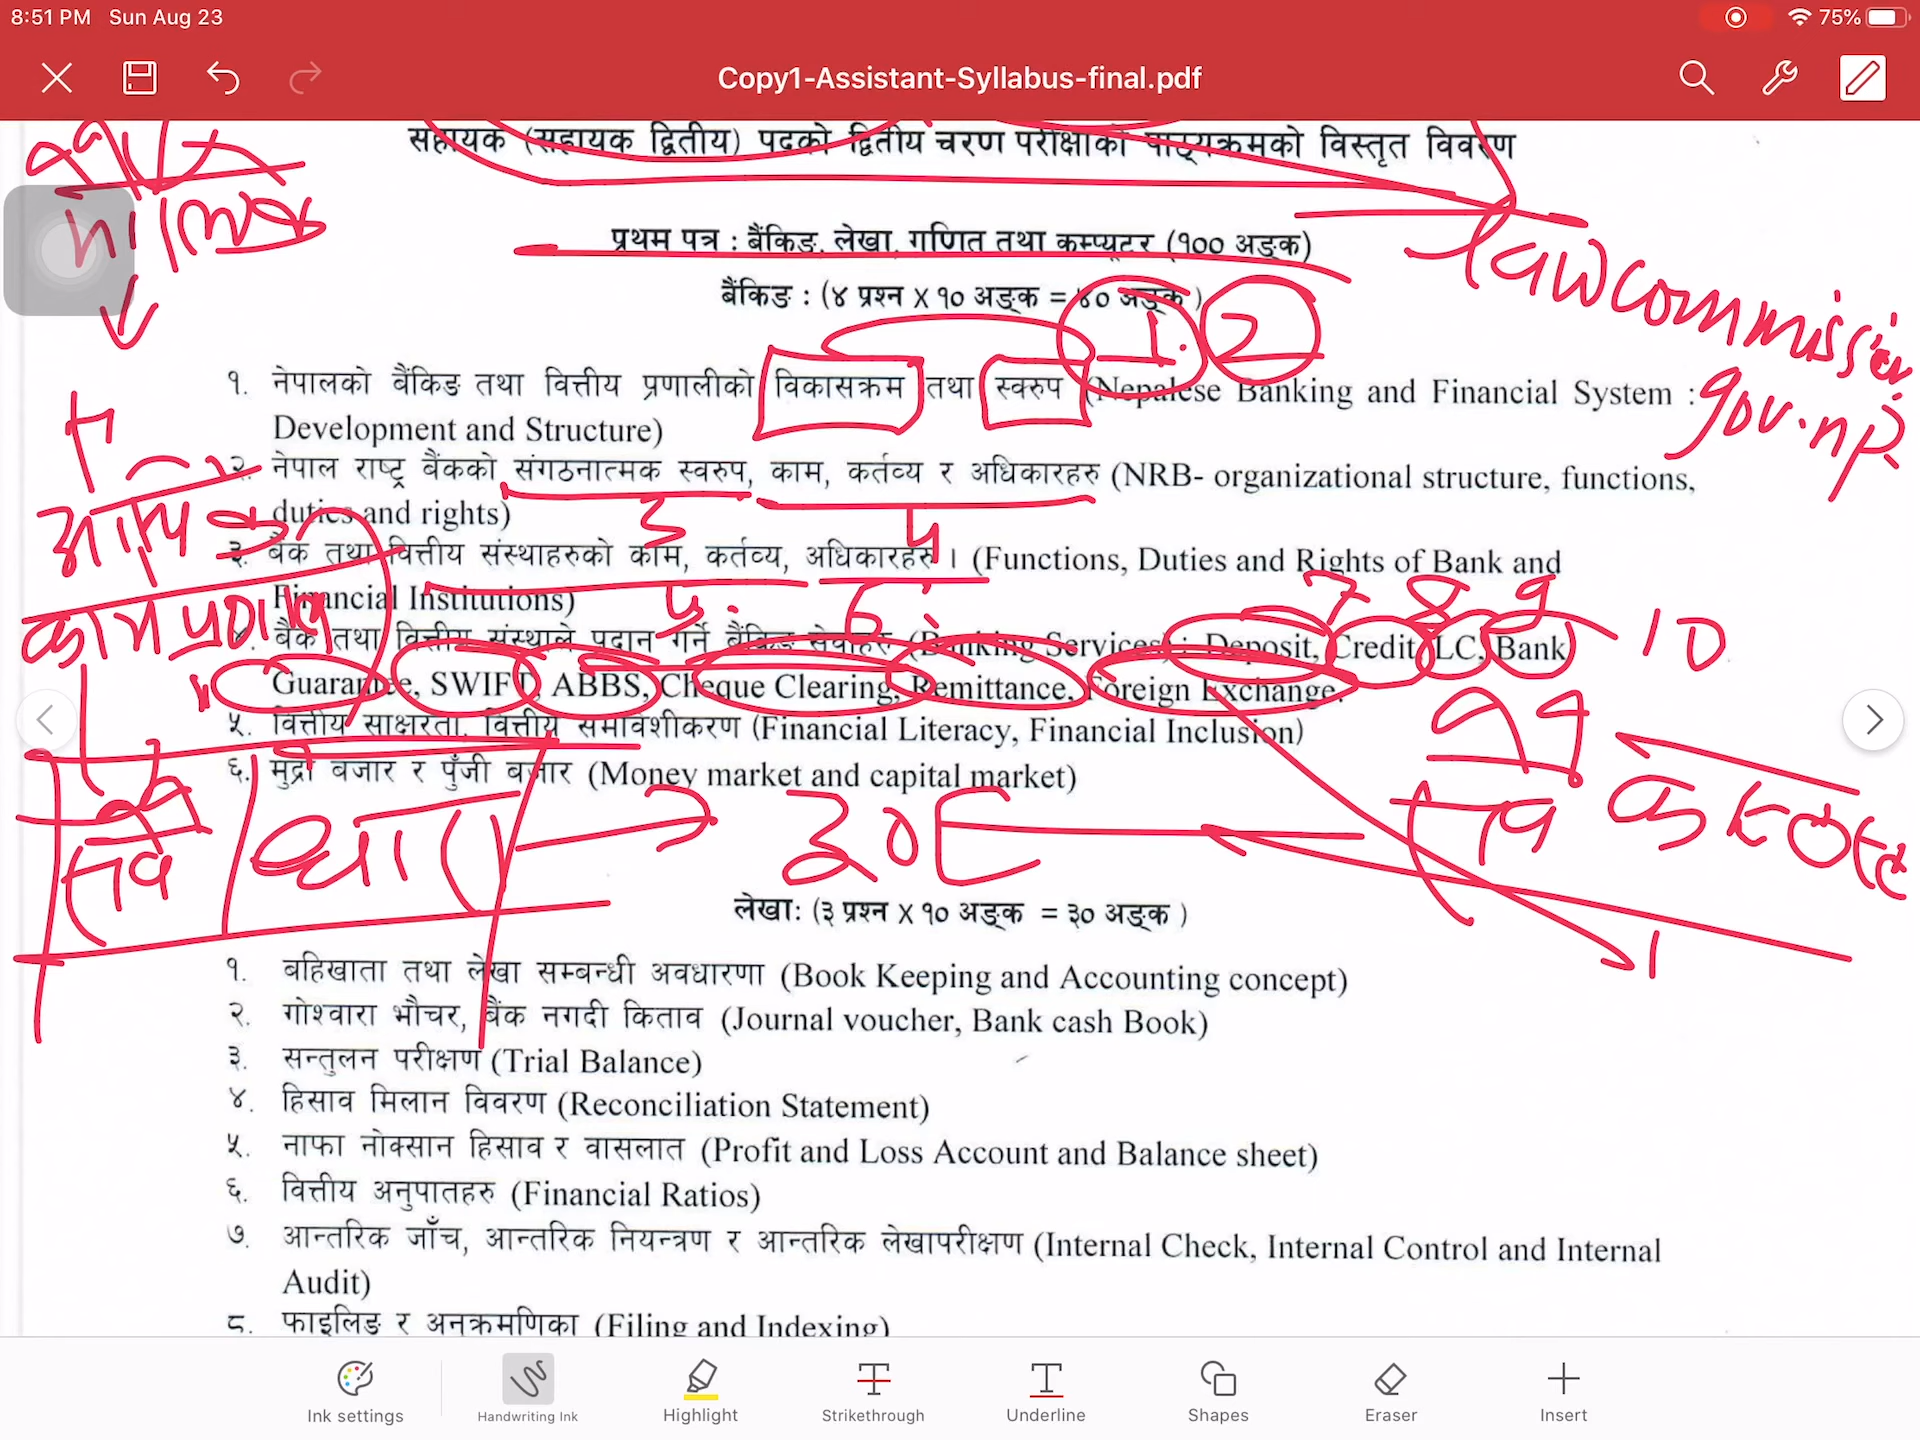 8:51 PM Sun Aug 23
75%
Copy1-Assistant-Syllabus-final.pdf
सहायक (सहायक द्वितीय) पदको द्वितीय चरण परीक्षाको पाठ्यक्रमको विस्तृत विवरण
प्रथम पत्र : बैंकिङ, लेखा, गणित तथा कम्प्यूटर (१०० अङ्क)
lawcommission
gov.np
बैंकिङ : (४ प्रश्न X १० अङ्क = ४० अङ्क )
1. 2
१. नेपालको बैंकिङ तथा वित्तीय प्रणालीको विकासक्रम तथा स्वरुप (Nepalese Banking and Financial System :
Development and Structure)
२. नेपाल राष्ट्र बैंकको संगठनात्मक स्वरुप, काम, कर्तव्य र अधिकारहरु (NRB- organizational structure, functions,
duties and rights)
३. बैंक तथा वित्तीय संस्थाहरुको काम, कर्तव्य, अधिकारहरु । (Functions, Duties and Rights of Bank and
Financial Institutions)
7 8 9 10
४. बैंक तथा वित्तीय संस्थाले प्रदान गर्ने बैंकिङ सेवाहरु (Banking Services) : Deposit, Credit, LC, Bank
Guarantee, SWIFT, ABBS, Cheque Clearing, Remittance, Foreign Exchange.
५. वित्तीय साक्षरता, वित्तीय समावेशीकरण (Financial Literacy, Financial Inclusion)
६. मुद्रा बजार र पुँजी बजार (Money market and capital market)
लेखा: (३ प्रश्न X १० अङ्क = ३० अङ्क )
१. बहिखाता तथा लेखा सम्बन्धी अवधारणा (Book Keeping and Accounting concept)
२. गोश्वारा भौचर, बैंक नगदी किताव (Journal voucher, Bank cash Book)
३. सन्तुलन परीक्षण (Trial Balance)
४. हिसाव मिलान विवरण (Reconciliation Statement)
५. नाफा नोक्सान हिसाव र वासलात (Profit and Loss Account and Balance sheet)
६. वित्तीय अनुपातहरु (Financial Ratios)
७. आन्तरिक जाँच, आन्तरिक नियन्त्रण र आन्तरिक लेखापरीक्षण (Internal Check, Internal Control and Internal
Audit)
८. फाइलिङ र अनुक्रमणिका (Filing and Indexing)
Ink settings
Handwriting Ink
Highlight
Strikethrough
Underline
Shapes
Eraser
Insert